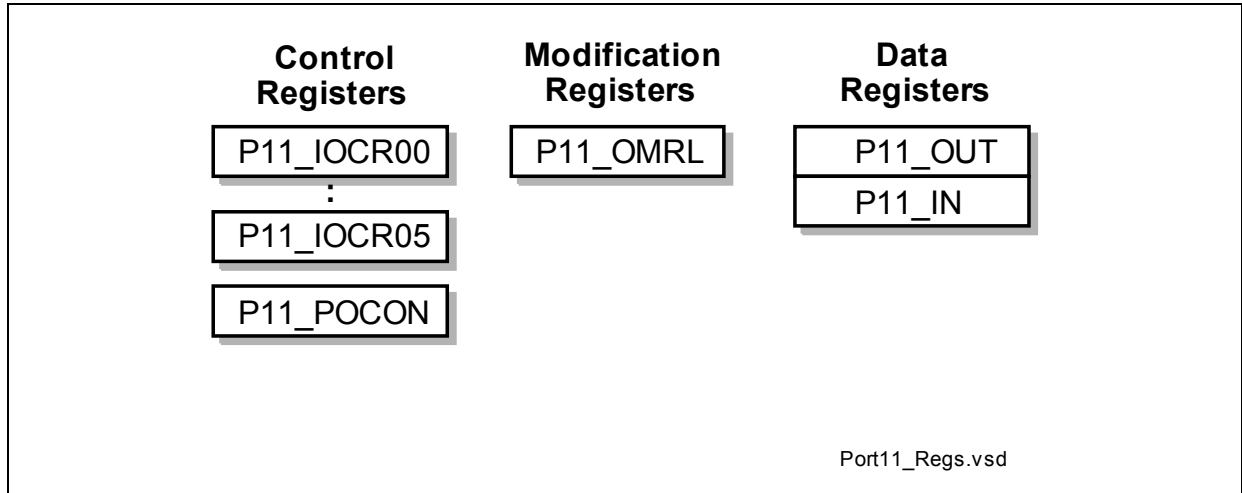 Control
Registers
Modification
Registers
Data
Registers
P11_IOCR00
:
P11_IOCR05
P11_POCON
P11_OMRL
P11_OUT
P11_IN
Port11_Regs.vsd